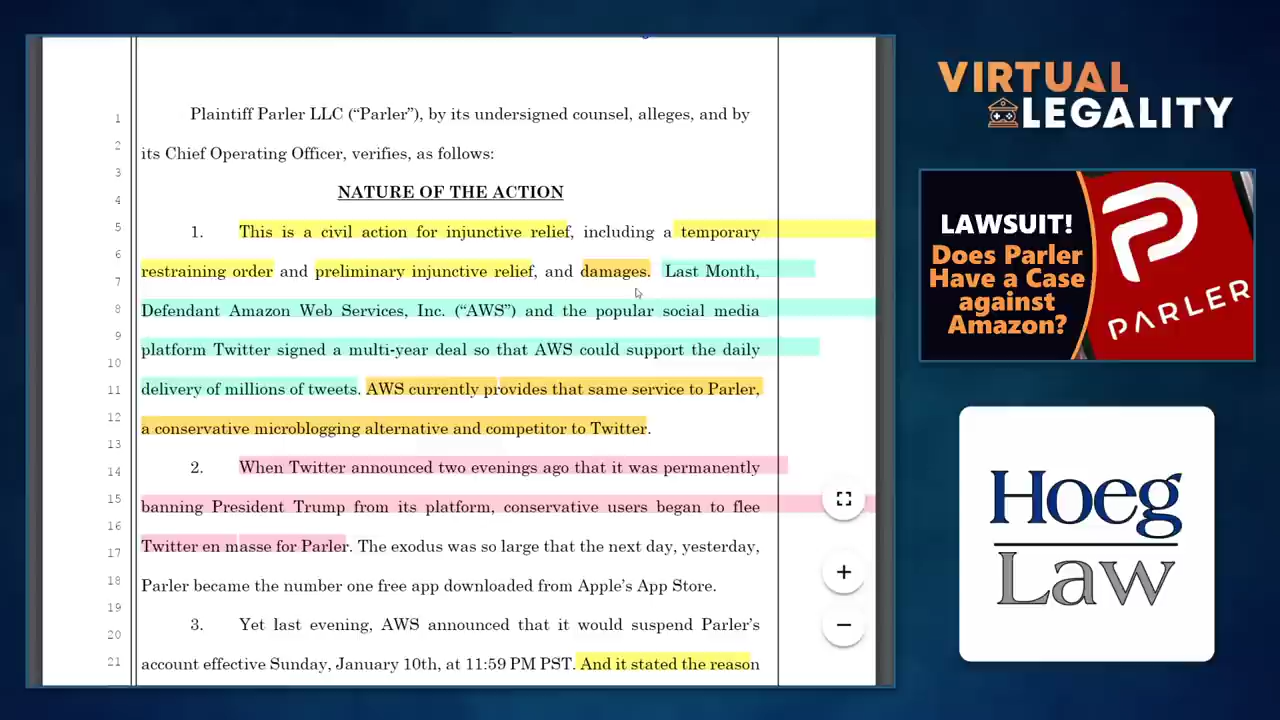 Plaintiff Parler LLC (“Parler”), by its undersigned counsel, alleges, and by
its Chief Operating Officer, verifies, as follows:
NATURE OF THE ACTION
1. This is a civil action for injunctive relief, including a temporary
restraining order and preliminary injunctive relief, and damages. Last Month,
Defendant Amazon Web Services, Inc. (“AWS”) and the popular social media
platform Twitter signed a multi-year deal so that AWS could support the daily
delivery of millions of tweets. AWS currently provides that same service to Parler,
a conservative microblogging alternative and competitor to Twitter.
2. When Twitter announced two evenings ago that it was permanently
banning President Trump from its platform, conservative users began to flee
Twitter en masse for Parler. The exodus was so large that the next day, yesterday,
Parler became the number one free app downloaded from Apple’s App Store.
3. Yet last evening, AWS announced that it would suspend Parler’s
account effective Sunday, January 10th, at 11:59 PM PST. And it stated the reason
1
2
3
4
5
6
7
8
9
10
11
12
13
14
15
16
17
18
19
20
21
VIRTUAL
LEGALITY
LAWSUIT!
Does Parler
Have a Case
against
Amazon?
PARLER
Hoeg
Law